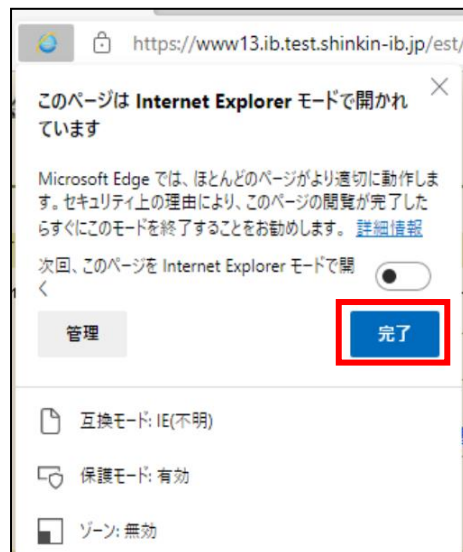 https://www13.ib.test.shinkin-ib.jp/est/
このページは Internet Explorer モードで開かれ
ています
Microsoft Edge では、ほとんどのページがより適切に動作しま
す。セキュリティ上の理由により、このページの閲覧が完了した
らすぐにこのモードを終了することをお勧めします。 詳細情報
次回、このページを Internet Explorer モードで開
く
管理
完了
互換モード: IE(不明)
保護モード: 有効
ゾーン: 無効